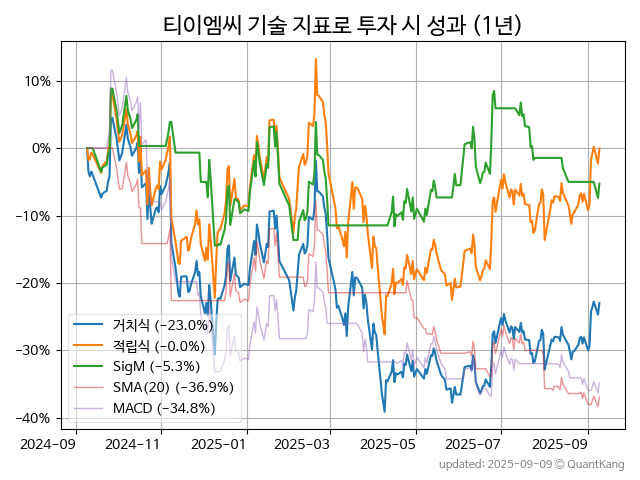 티이엠씨 기술 지표로 투자 시 성과 (1년)
10%
0%
−10%
−20%
−30%
−40%
거치식 (−23.0%)
적립식 (−0.0%)
SigM (−5.3%)
SMA(20) (−36.9%)
MACD (−34.8%)
2024−09
2024−11
2025−01
2025−03
2025−05
2025−07
2025−09
updated: 2025−09−09 © QuantKang